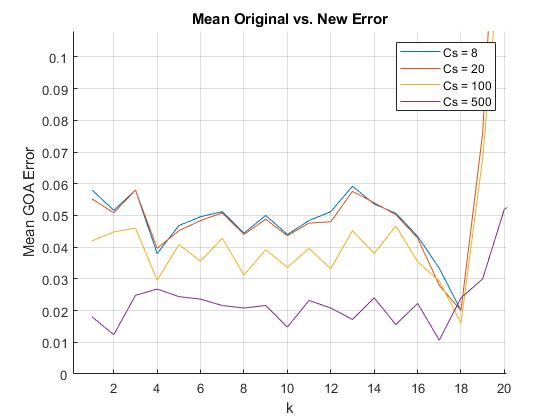 Mean Original vs. New Error
Cs = 8
Cs = 20
Cs = 100
Cs = 500
Mean GOA Error
0.1
0.09
0.08
0.07
0.06
0.05
0.04
0.03
0.02
0.01
0
2 4 6 8 10 12 14 16 18 20
k